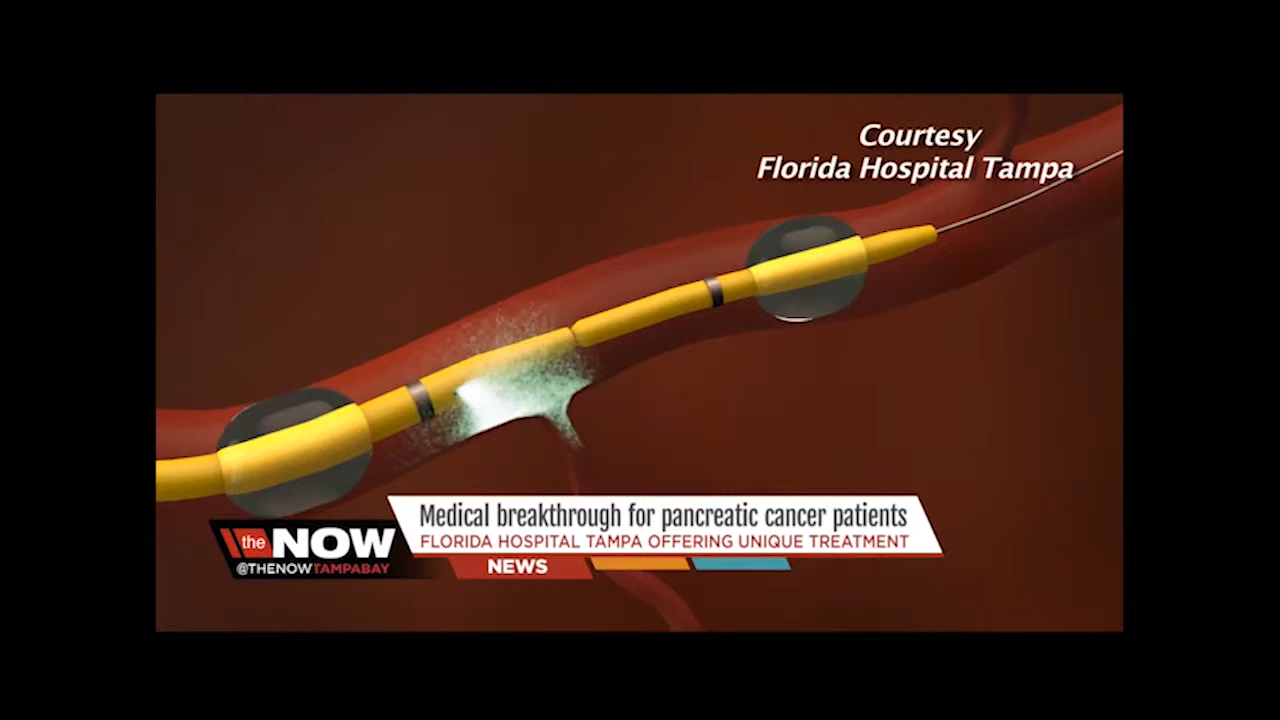 Courtesy
Florida Hospital Tampa
Medical breakthrough for pancreatic cancer patients
FLORIDA HOSPITAL TAMPA OFFERING UNIQUE TREATMENT
the NOW
@THENOWTAMPABAY
NEWS